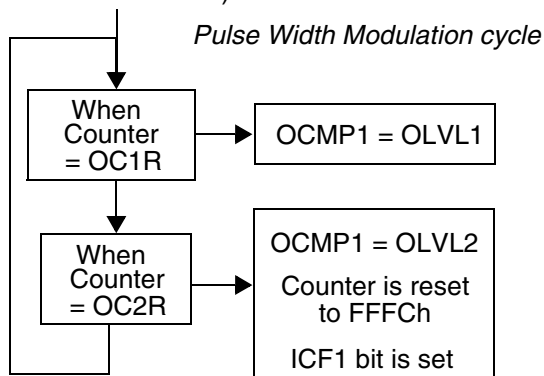 Pulse Width Modulation cycle
When
Counter
= OC1R
OCMP1 = OLVL1
When
Counter
= OC2R
OCMP1 = OLVL2
Counter is reset
to FFFCh
ICF1 bit is set